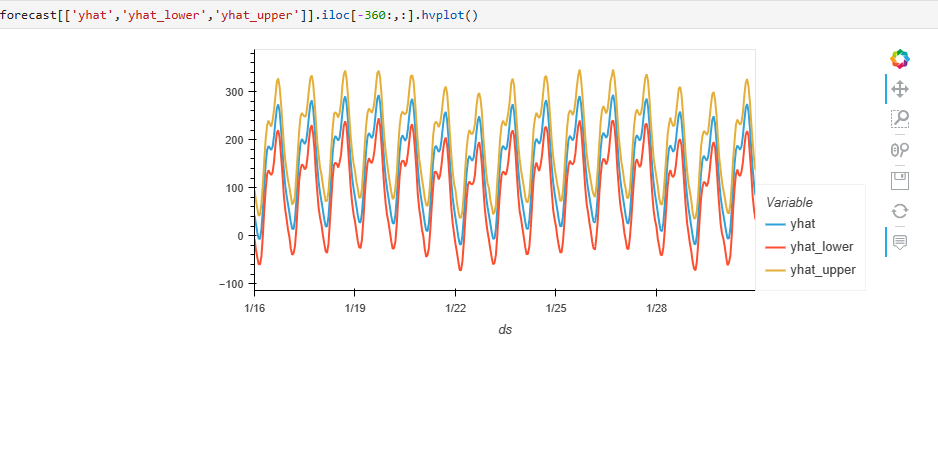 forecast[['yhat','yhat_lower','yhat_upper']].iloc[-360:,:].hvplot()
300
200
100
0
−100
1/16 1/19 1/22 1/25 1/28
ds
Variable
yhat
yhat_lower
yhat_upper